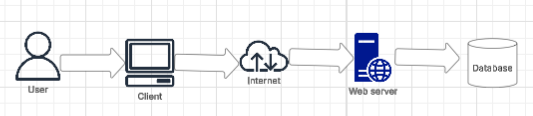 User
Client
Internet
Web server
Database